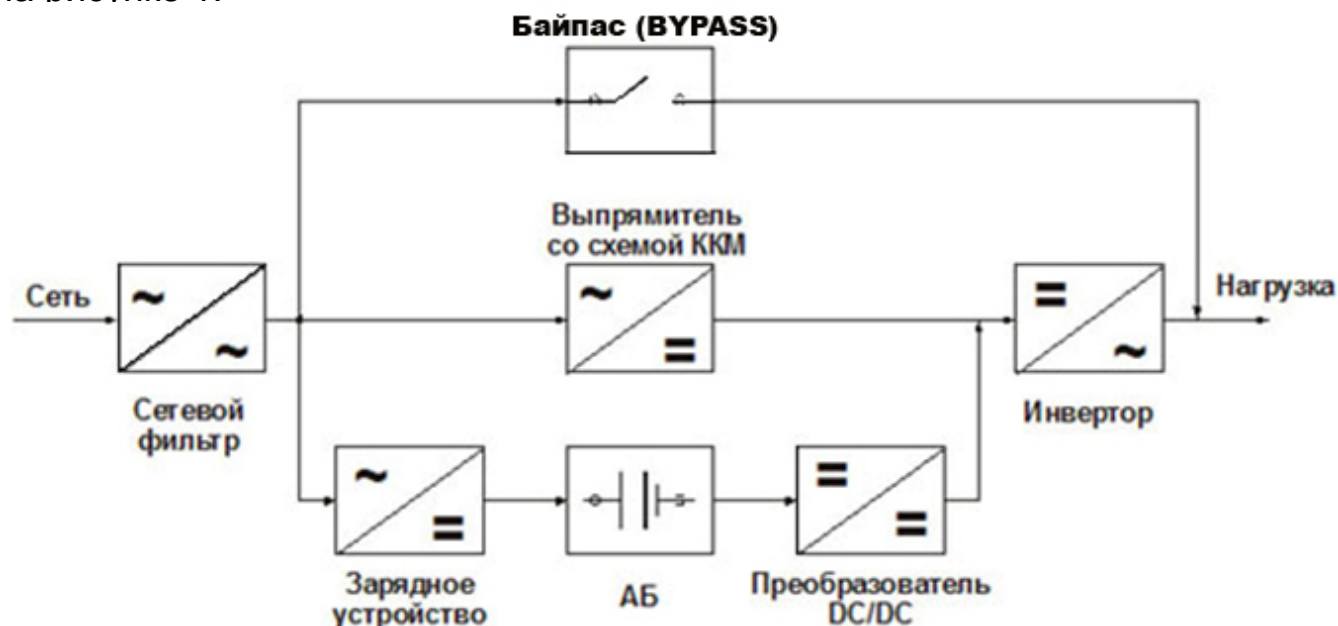 Байпас (BYPASS)
Выпрямитель
со схемой ККМ
Сеть
Нагрузка
Сетевой
фильтр
Инвертор
Зарядное
устройство
АБ
Преобразователь
DC/DC